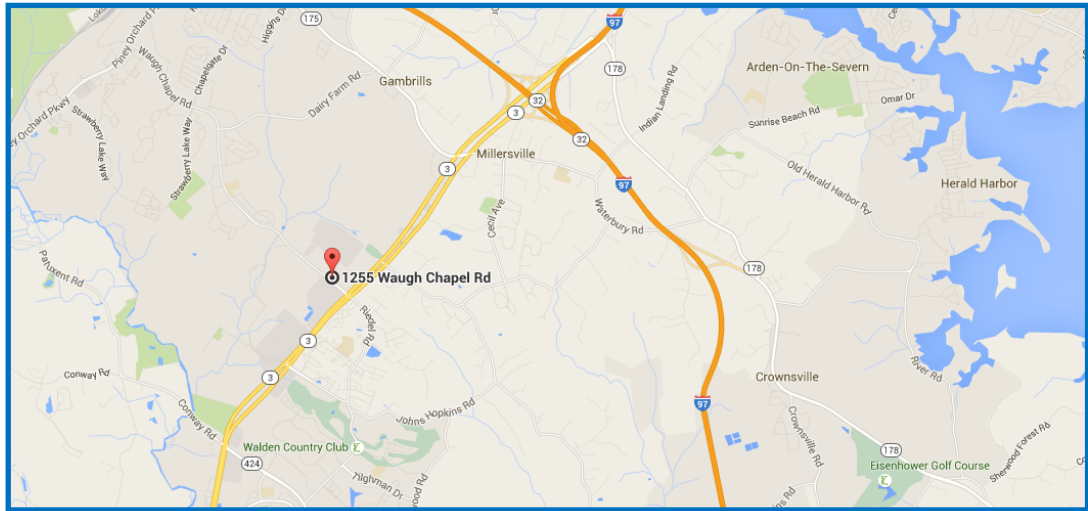 175
97
Piney Orchard Pkwy
Waugh Chapel Rd
Chapelgate Dr
Higgins Dr
Gambrills
178
Indian Landing Rd
Arden-On-The-Severn
Omar Dr
Dairy Farm Rd
32
3
Sunrise Beach Rd
Strawberry Lake Way
Strawberry Lake Way
32
Millersville
3
97
Old Herald Harbor Rd
Herald Harbor
Cecil Ave
Waterbury Rd
Patuxent Rd
1255 Waugh Chapel Rd
178
Riedel Rd
3
Conway Rd
3
River Rd
Crownsville
97
Conway Rd
Johns Hopkins Rd
Crownsville Rd
Walden Country Club
178
Sherwood Forest Rd
424
Eisenhower Golf Course
Tilghman Dr